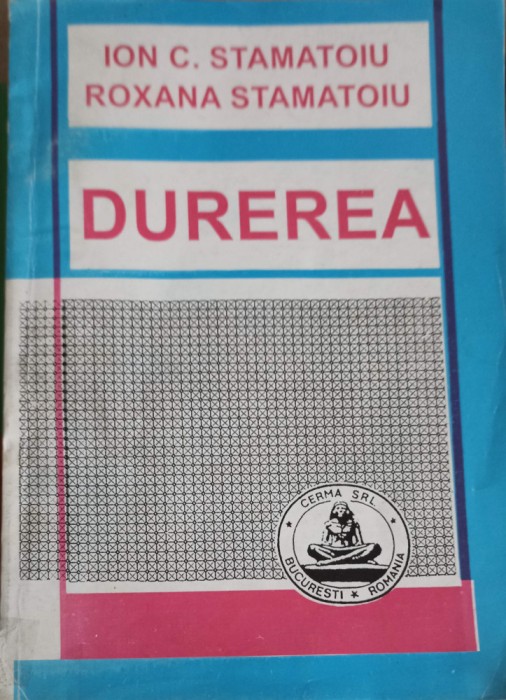 ION C. STAMATOIU
ROXANA STAMATOIU
DUREREA
CERMA SRL
BUCURESTI ★ ROMANIA